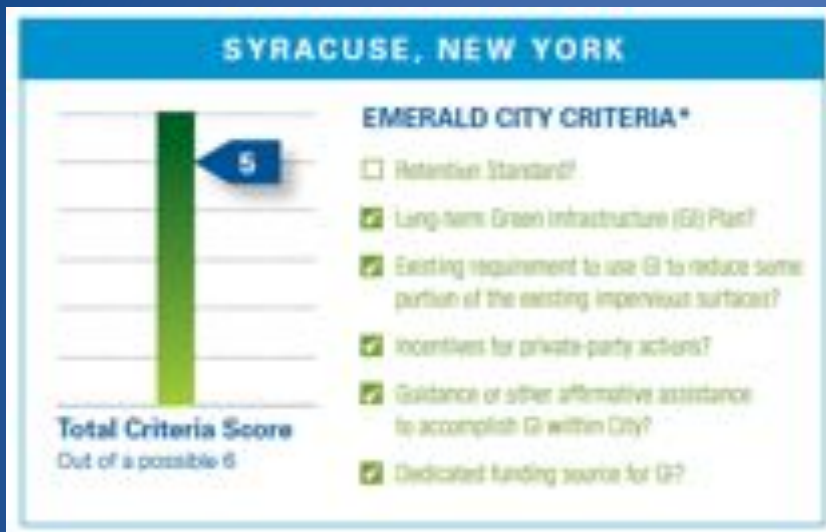 SYRACUSE, NEW YORK
EMERALD CITY CRITERIA*
5
Retention Standard?
Long-term Green Infrastructure (GI) Plan?
Existing requirement to use GI to reduce some
portion of the existing impervious surfaces?
Incentives for private-party actions?
Guidance or other affirmative assistance
to accomplish GI within City?
Dedicated funding source for GI?
Total Criteria Score
Out of a possible 6